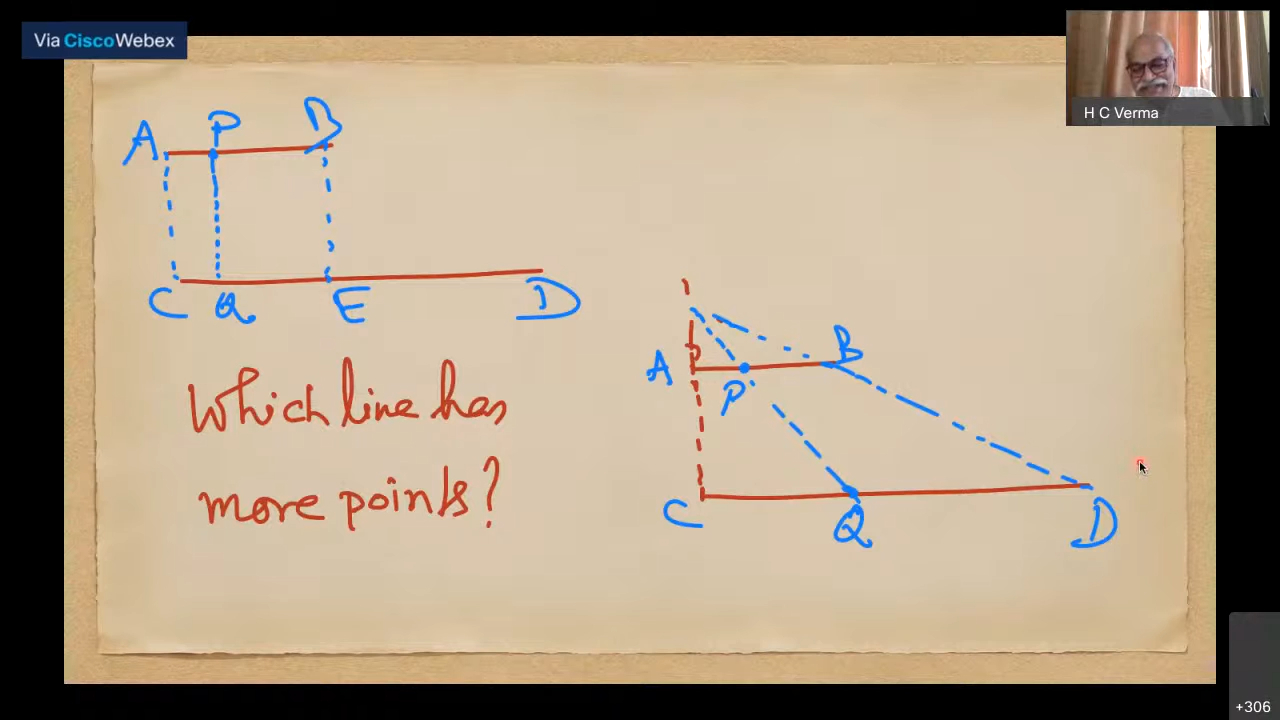 Via CiscoWebex
H C Verma
A P B
C Q E D
Which line has
more points?
A B
P
C Q D
+306